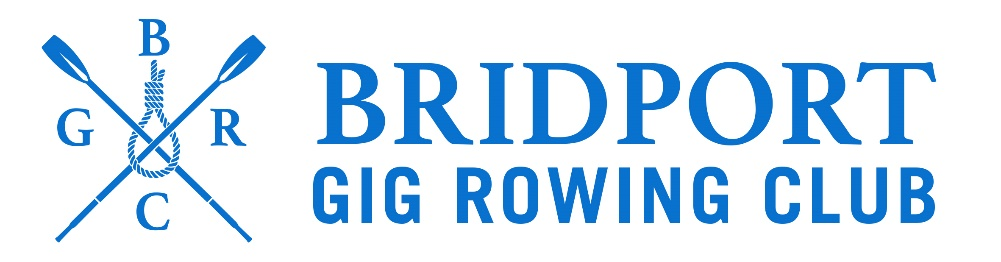 B
G R
C
BRIDPORT
GIG ROWING CLUB